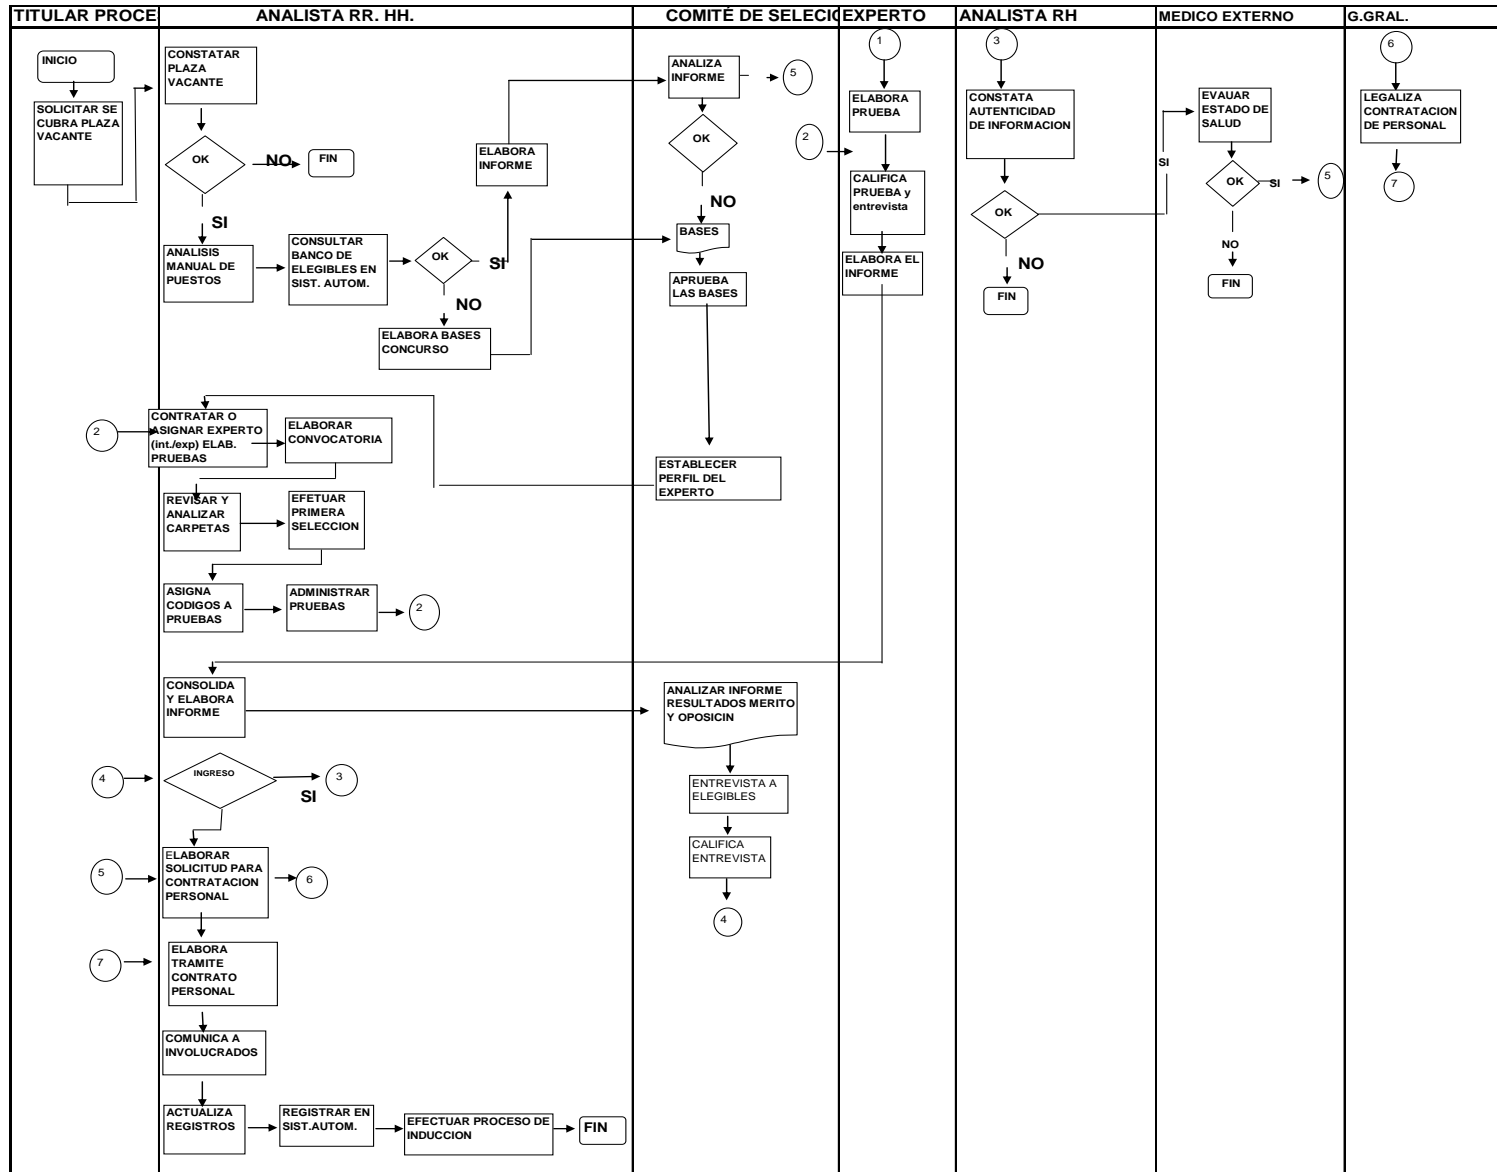 TITULAR PROCE
ANALISTA RR. HH.
COMITÉ DE SELECIO
EXPERTO
ANALISTA RH
MEDICO EXTERNO
G.GRAL.
INICIO
SOLICITAR SE
CUBRA PLAZA
VACANTE
CONSTATAR
PLAZA
VACANTE
OK
NO
FIN
SI
ANALISIS
MANUAL DE
PUESTOS
CONSULTAR
BANCO DE
ELEGIBLES EN
SIST. AUTOM.
OK
SI
NO
ELABORA
INFORME
ELABORA BASES
CONCURSO
ANALIZA
INFORME
5
OK
NO
BASES
APRUEBA
LAS BASES
ESTABLECER
PERFIL DEL
EXPERTO
1
ELABORA
PRUEBA
2
CALIFICA
PRUEBA y
entrevista
ELABORA EL
INFORME
3
CONSTATA
AUTENTICIDAD
DE INFORMACION
OK
NO
FIN
SI
EVAUAR
ESTADO DE
SALUD
OK
SI
5
NO
FIN
6
LEGALIZA
CONTRATACION
DE PERSONAL
7
2
CONTRATAR O
ASIGNAR EXPERTO
(int./exp) ELAB.
PRUEBAS
ELABORAR
CONVOCATORIA
REVISAR Y
ANALIZAR
CARPETAS
EFETUAR
PRIMERA
SELECCION
ASIGNA
CODIGOS A
PRUEBAS
ADMINISTRAR
PRUEBAS
2
CONSOLIDA
Y ELABORA
INFORME
ANALIZAR INFORME
RESULTADOS MERITO
Y OPOSICIN
ENTREVISTA A
ELEGIBLES
CALIFICA
ENTREVISTA
4
4
INGRESO
SI
3
5
ELABORAR
SOLICITUD PARA
CONTRATACION
PERSONAL
6
7
ELABORA
TRAMITE
CONTRATO
PERSONAL
COMUNICA A
INVOLUCRADOS
ACTUALIZA
REGISTROS
REGISTRAR EN
SIST.AUTOM.
EFECTUAR PROCESO DE
INDUCCION
FIN